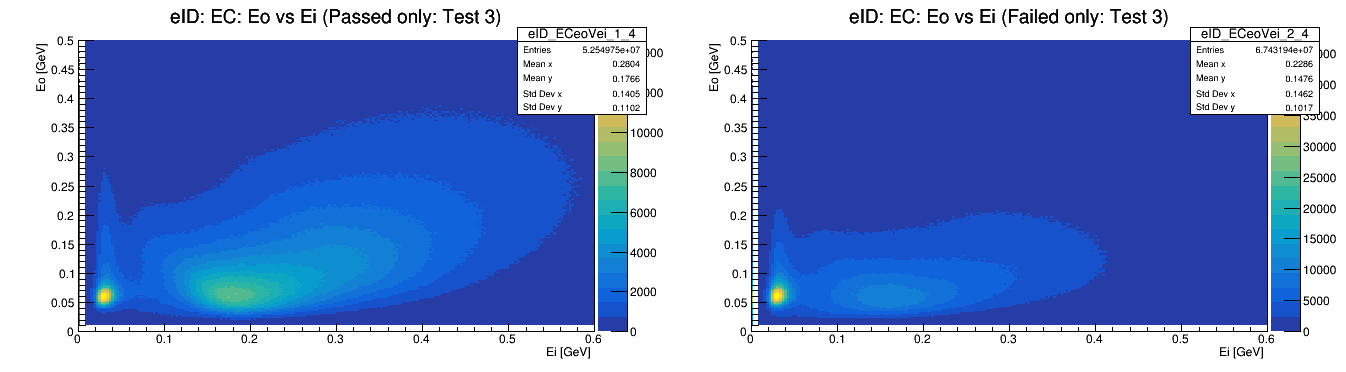 eID: EC: Eo vs Ei (Passed only: Test 3)
eID_ECeoVei_1_4
Entries 5.254975e+07
Mean x 0.2804
Mean y 0.1766
Std Dev x 0.1405
Std Dev y 0.1102
Eo [GeV]
0.5
0.45
0.4
0.35
0.3
0.25
0.2
0.15
0.1
0.05
0
0 0.1 0.2 0.3 0.4 0.5 0.6
Ei [GeV]
10000
8000
6000
4000
2000
0
eID: EC: Eo vs Ei (Failed only: Test 3)
eID_ECeoVei_2_4
Entries 6.743194e+07
Mean x 0.2286
Mean y 0.1476
Std Dev x 0.1462
Std Dev y 0.1017
Eo [GeV]
0.5
0.45
0.4
0.35
0.3
0.25
0.2
0.15
0.1
0.05
0
0 0.1 0.2 0.3 0.4 0.5 0.6
Ei [GeV]
35000
30000
25000
20000
15000
10000
5000
0